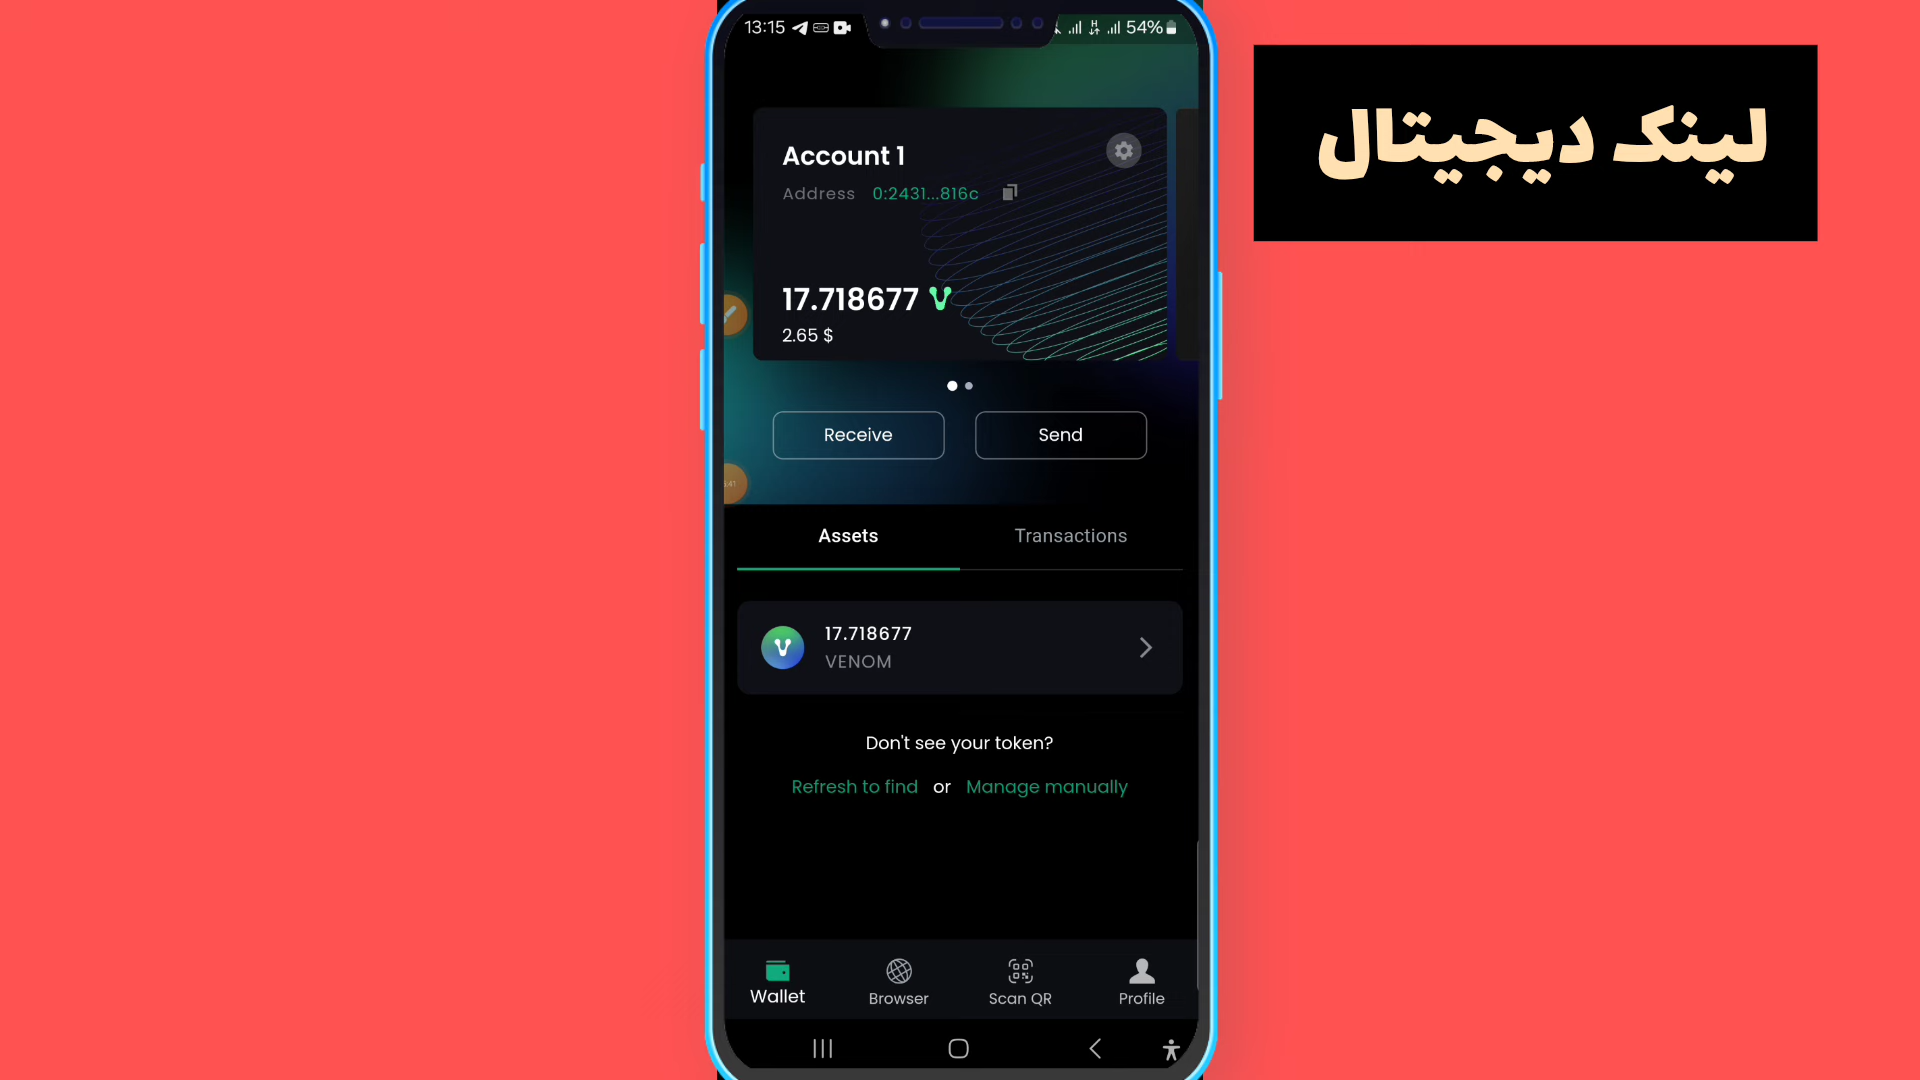 13:15
54%
لینک دیجیتال
Account 1
Address 0:2431...816c
17.718677
2.65 $
Receive
Send
Assets
Transactions
17.718677
VENOM
Don't see your token?
Refresh to find or Manage manually
Wallet
Browser
Scan QR
Profile